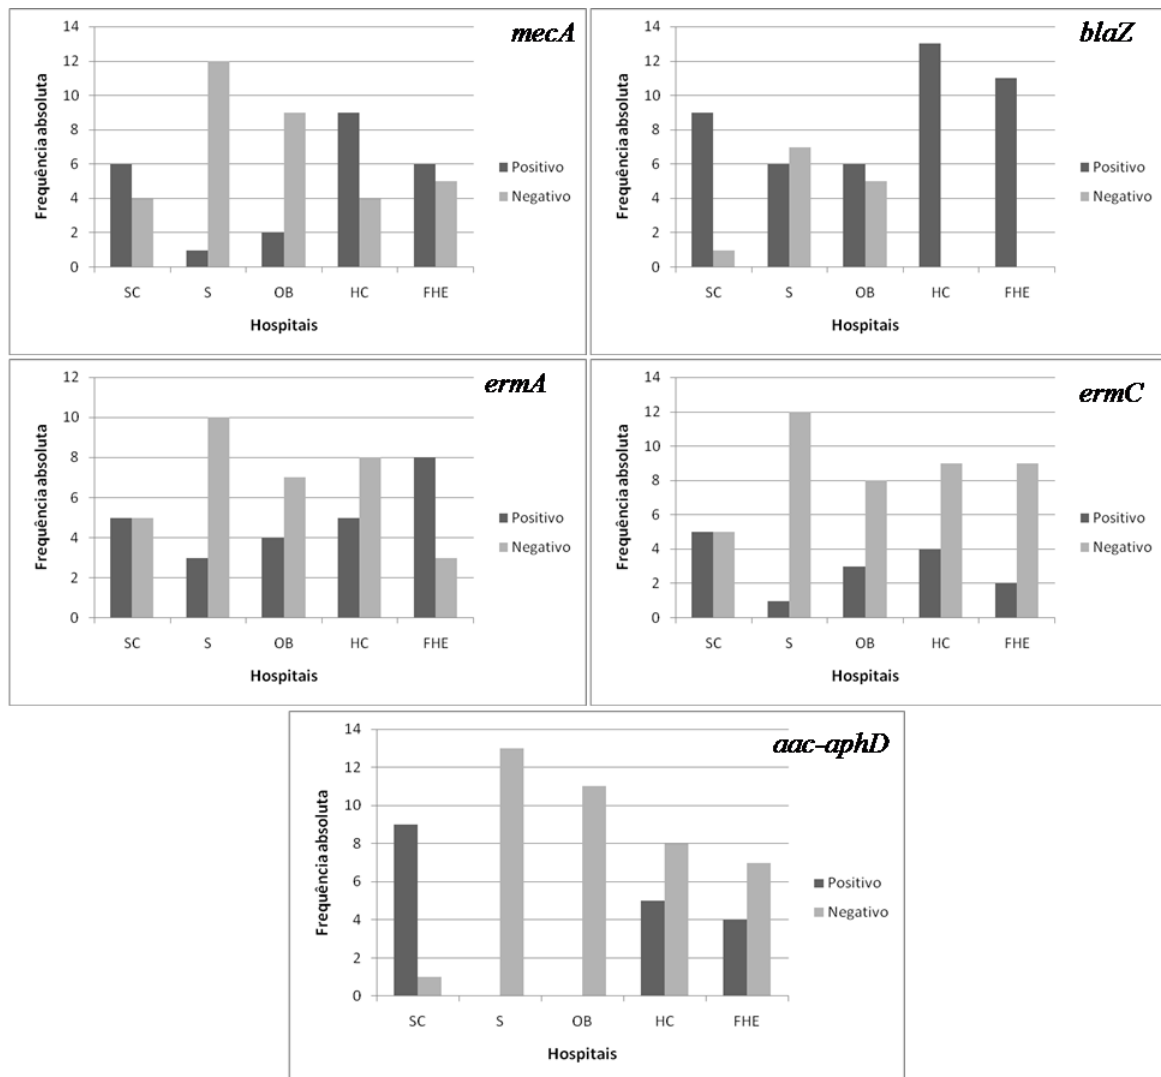 mecA
14
12
10
8
6
4
2
0
Frequência absoluta
SC S OB HC FHE
Hospitais
Positivo
Negativo
blaZ
14
12
10
8
6
4
2
0
Frequência absoluta
SC S OB HC FHE
Hospitais
Positivo
Negativo
ermA
12
10
8
6
4
2
0
Frequência absoluta
SC S OB HC FHE
Hospitais
Positivo
Negativo
ermC
14
12
10
8
6
4
2
0
Frequência absoluta
SC S OB HC FHE
Hospitais
Positivo
Negativo
aac-aphD
14
12
10
8
6
4
2
0
Frequência absoluta
SC S OB HC FHE
Hospitais
Positivo
Negativo